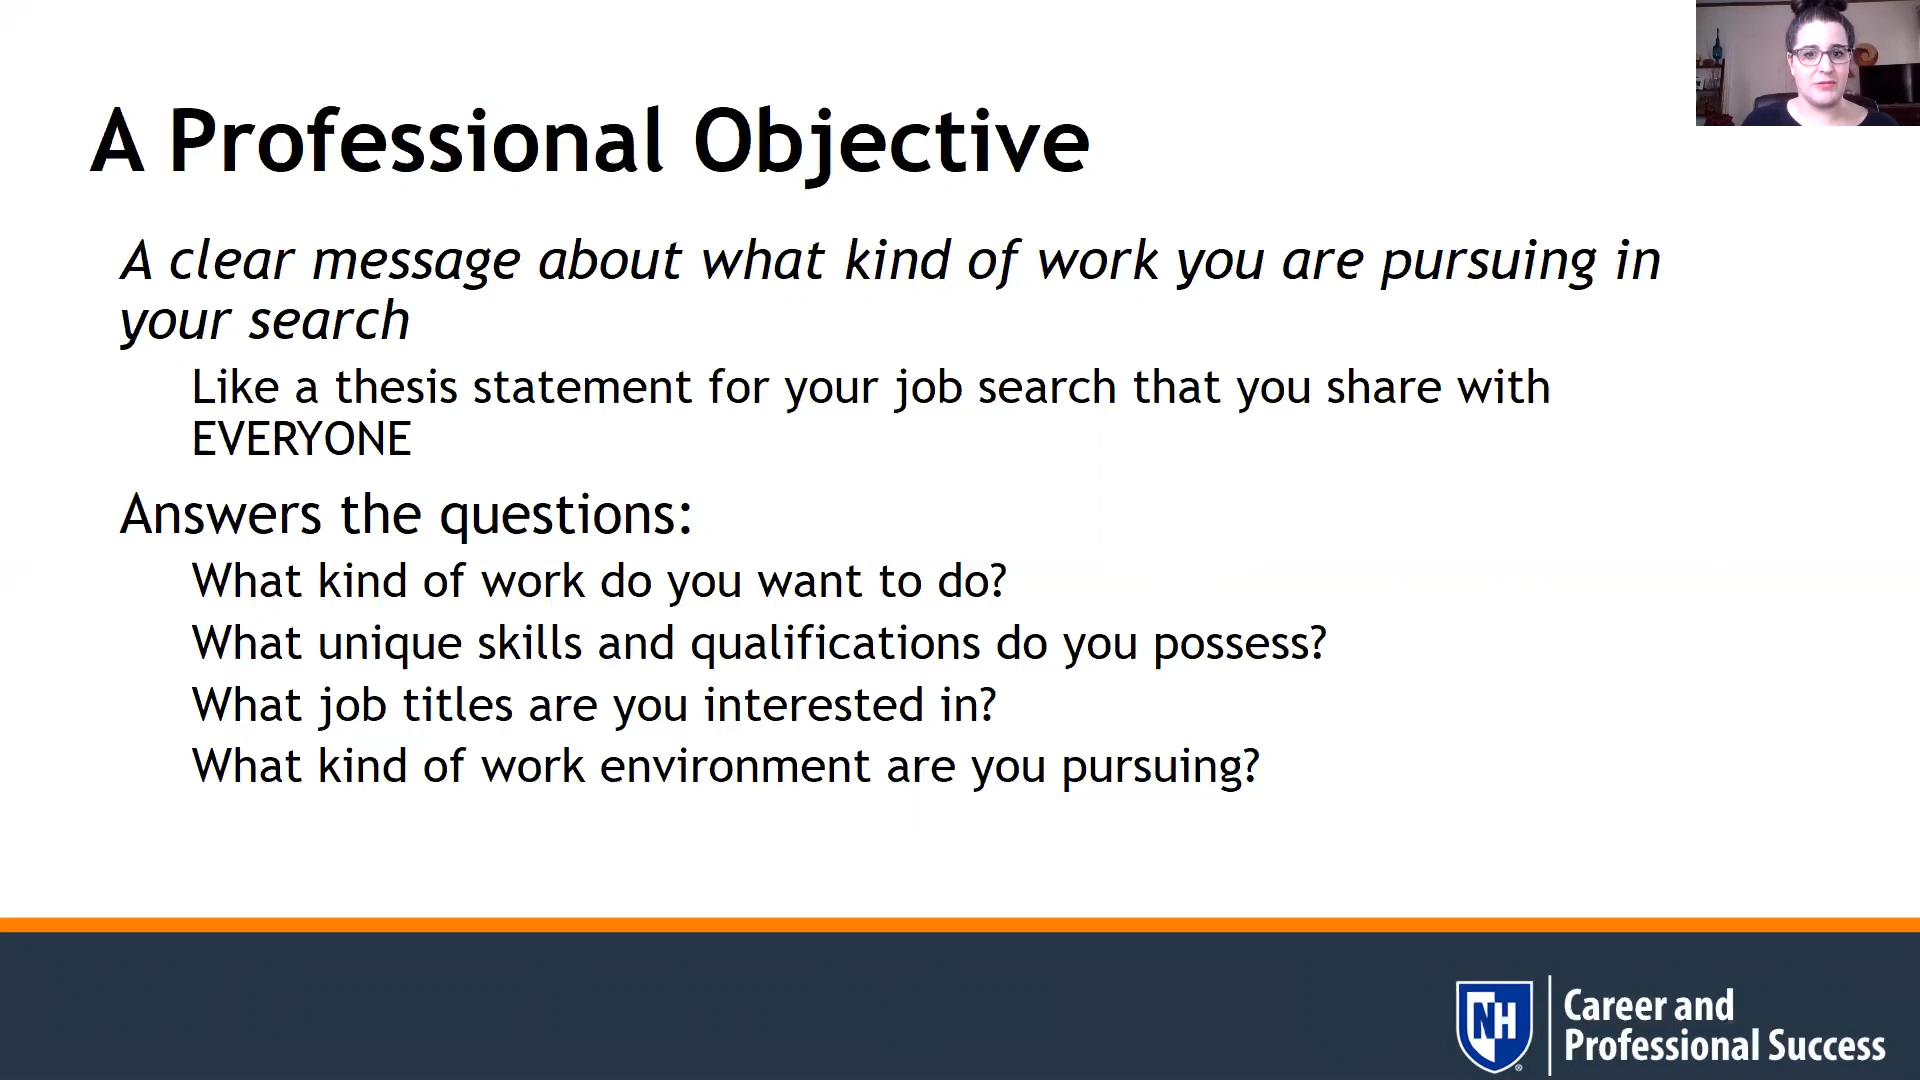 A Professional Objective
A clear message about what kind of work you are pursuing in
your search
Like a thesis statement for your job search that you share with
EVERYONE
Answers the questions:
What kind of work do you want to do?
What unique skills and qualifications do you possess?
What job titles are you interested in?
What kind of work environment are you pursuing?
NH
Career and
Professional Success